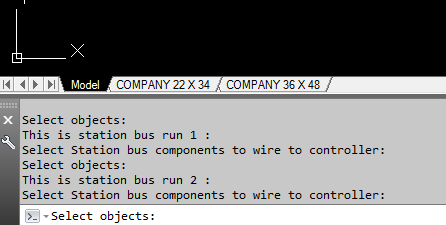 X
Model
COMPANY 22 X 34
COMPANY 36 X 48
Select objects:
This is station bus run 1 :
Select Station bus components to wire to controller:
Select objects:
This is station bus run 2 :
Select Station bus components to wire to controller:
Select objects: